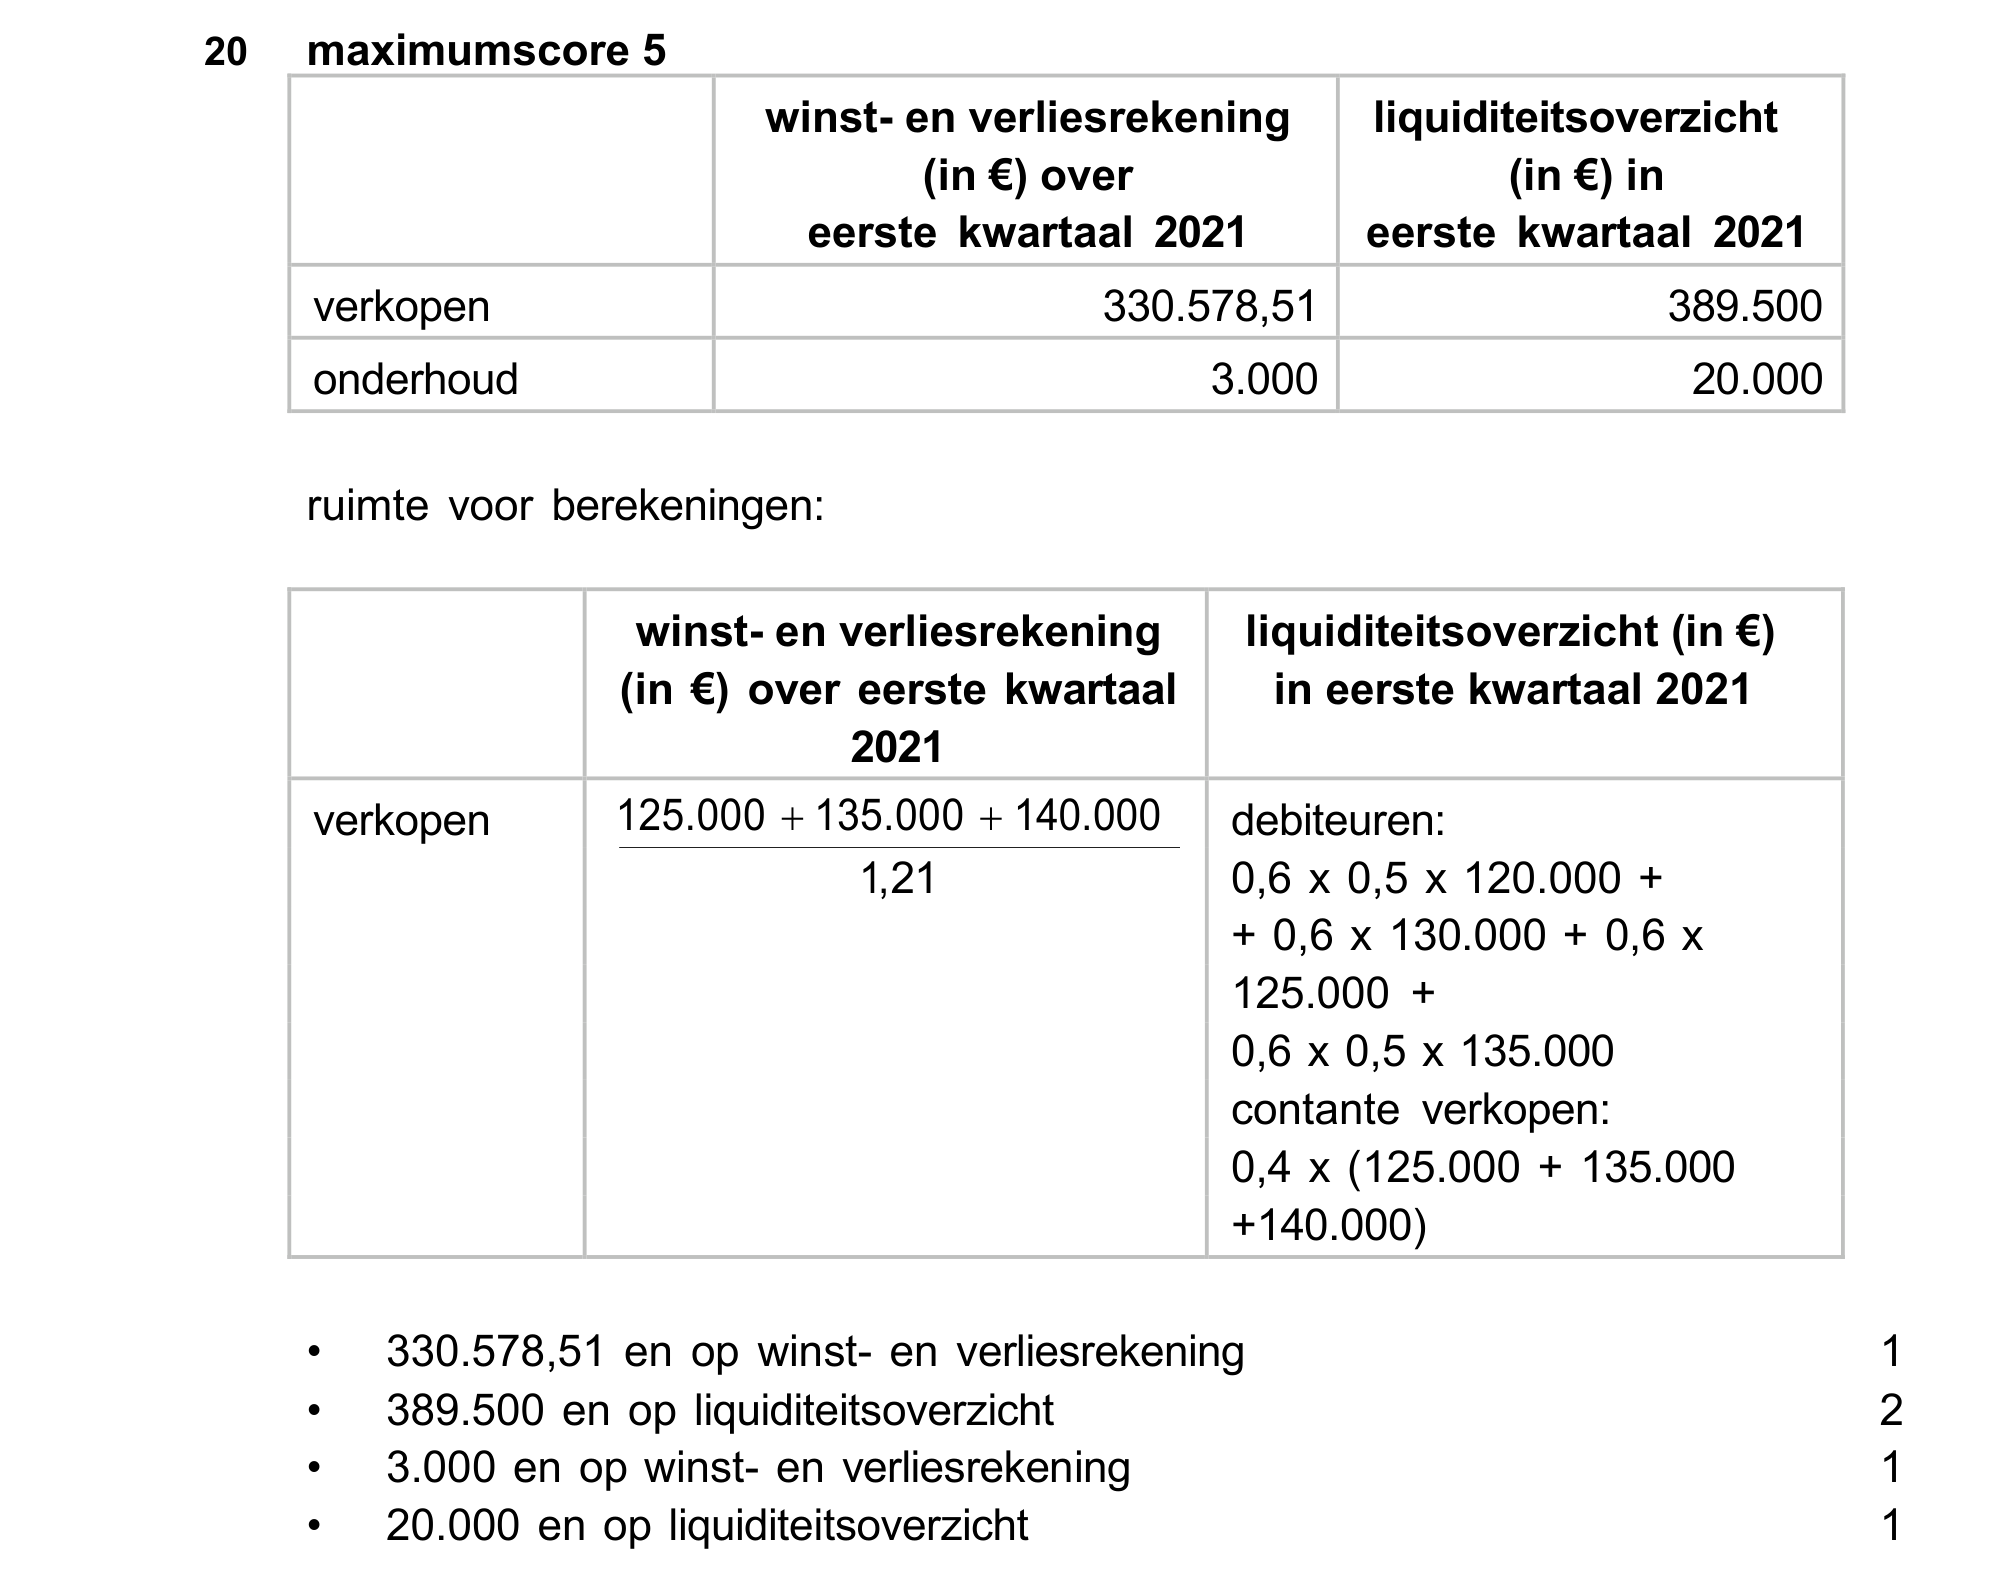 20 maximumscore 5
winst- en verliesrekening
(in €) over
eerste kwartaal 2021
liquiditeitsoverzicht
(in €) in
eerste kwartaal 2021
verkopen 330.578,51 389.500
onderhoud 3.000 20.000
ruimte voor berekeningen:
winst- en verliesrekening
(in €) over eerste kwartaal
2021
liquiditeitsoverzicht (in €)
in eerste kwartaal 2021
verkopen
125.000 + 135.000 + 140.000
1,21
debiteuren:
0,6 x 0,5 x 120.000 +
+ 0,6 x 130.000 + 0,6 x
125.000 +
0,6 x 0,5 x 135.000
contante verkopen:
0,4 x (125.000 + 135.000
+140.000)
• 330.578,51 en op winst- en verliesrekening 1
• 389.500 en op liquiditeitsoverzicht 2
• 3.000 en op winst- en verliesrekening 1
• 20.000 en op liquiditeitsoverzicht 1